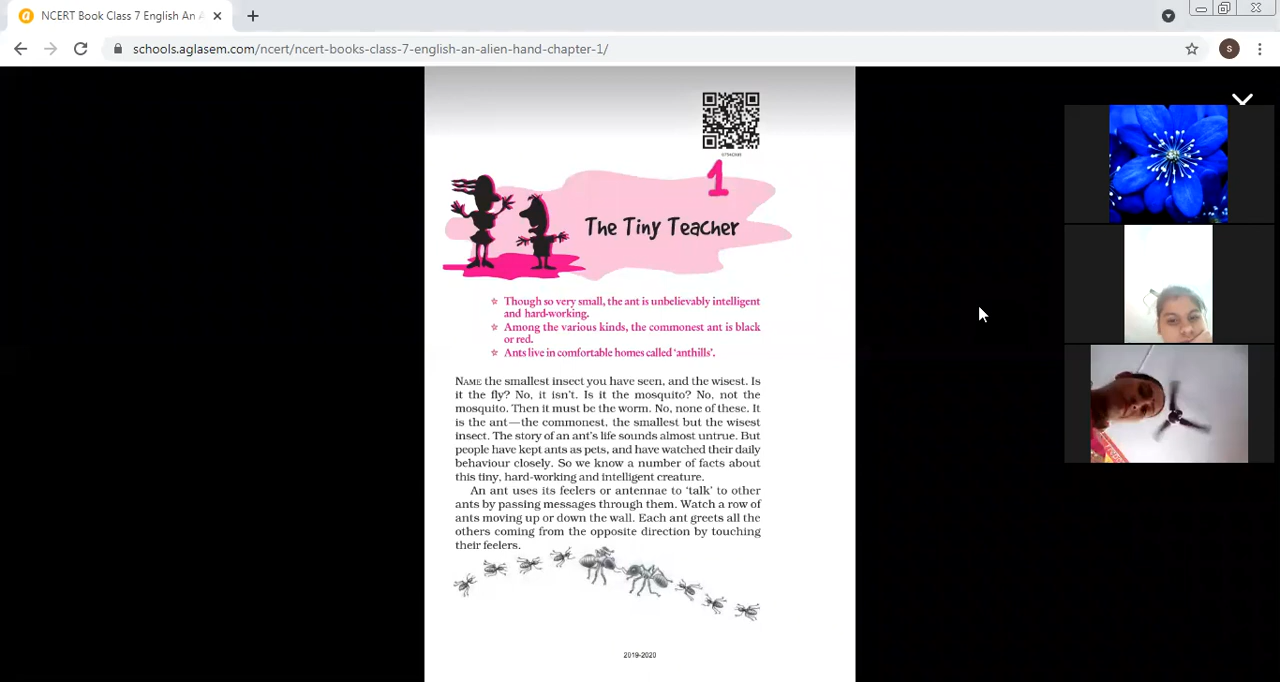 NCERT Book Class 7 English An A
schools.aglasem.com/ncert/ncert-books-class-7-english-an-alien-hand-chapter-1/
S
1
The Tiny Teacher
Though so very small, the ant is unbelievably intelligent
and hard-working.
Among the various kinds, the commonest ant is black
or red.
Ants live in comfortable homes called 'anthills'.
NAME the smallest insect you have seen, and the wisest. Is
it the fly? No, it isn't. Is it the mosquito? No, not the
mosquito. Then it must be the worm. No, none of these. It
is the ant—the commonest, the smallest but the wisest
insect. The story of an ant's life sounds almost untrue. But
people have kept ants as pets, and have watched their daily
behaviour closely. So we know a number of facts about
this tiny, hard-working and intelligent creature.
An ant uses its feelers or antennae to 'talk' to other
ants by passing messages through them. Watch a row of
ants moving up or down the wall. Each ant greets all the
others coming from the opposite direction by touching
their feelers.
2019-2020